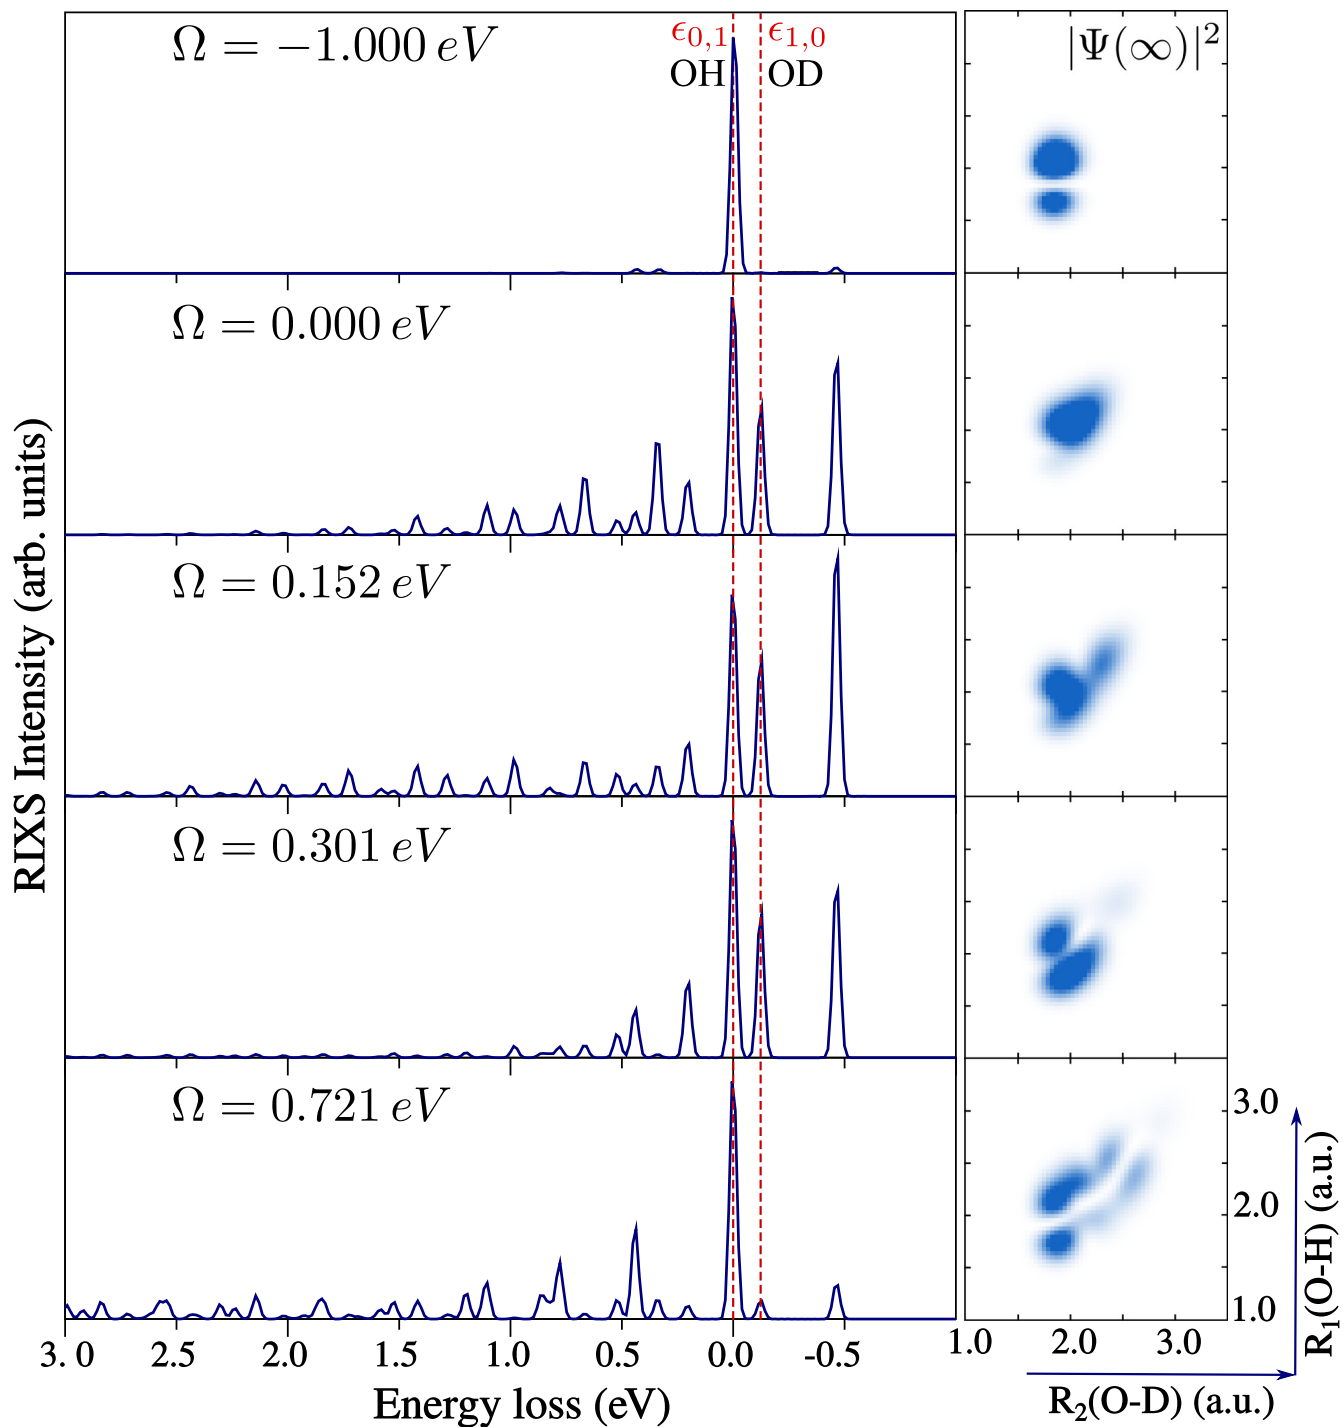 Ω = −1.000 eV
ϵ0,1 ϵ1,0
OH OD
|Ψ(∞)|²
Ω = 0.000 eV
Ω = 0.152 eV
Ω = 0.301 eV
Ω = 0.721 eV
RIXS Intensity (arb. units)
3.0 2.0 1.5 1.0 0.5 0.0 -0.5
Energy loss (eV)
3.0
2.0
1.0
1.0 2.0 3.0
R2(O-D) (a.u.)
R1(O-H) (a.u.)